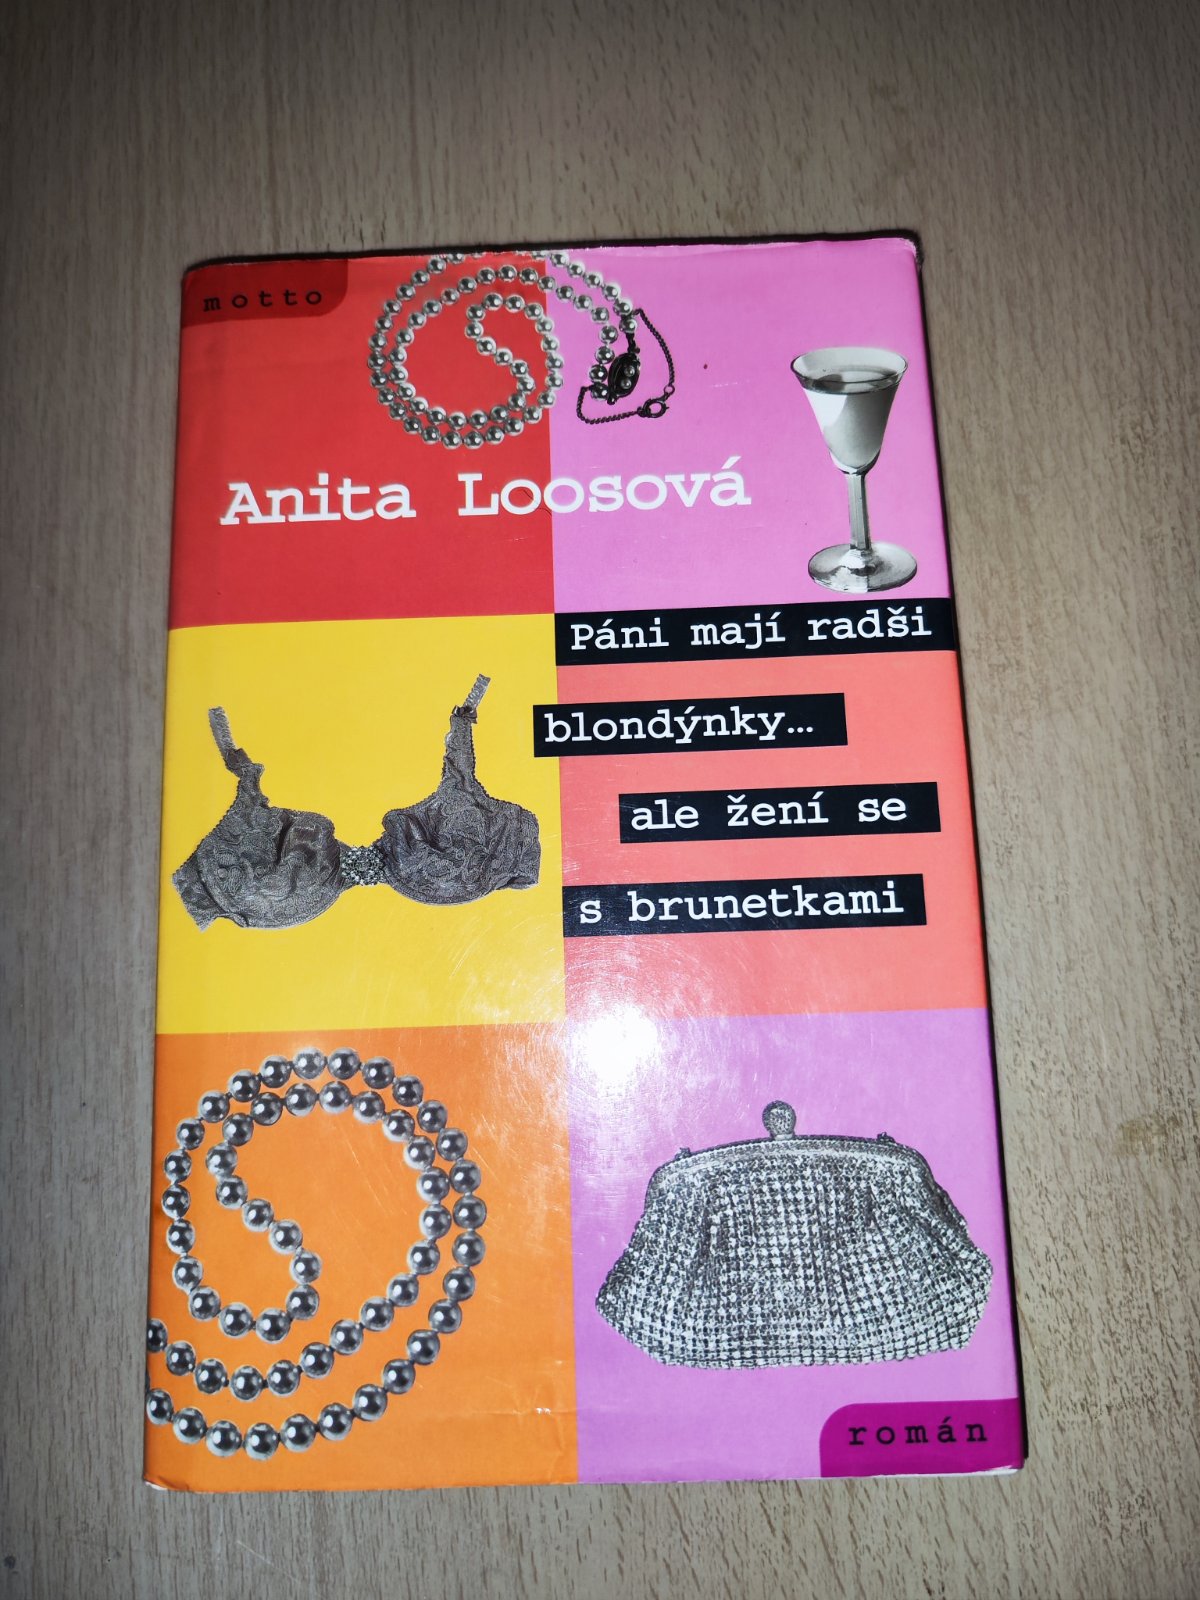 motto
Anita Loosová
Páni mají radši
blondýnky…
ale žení se
s brunetkami
román